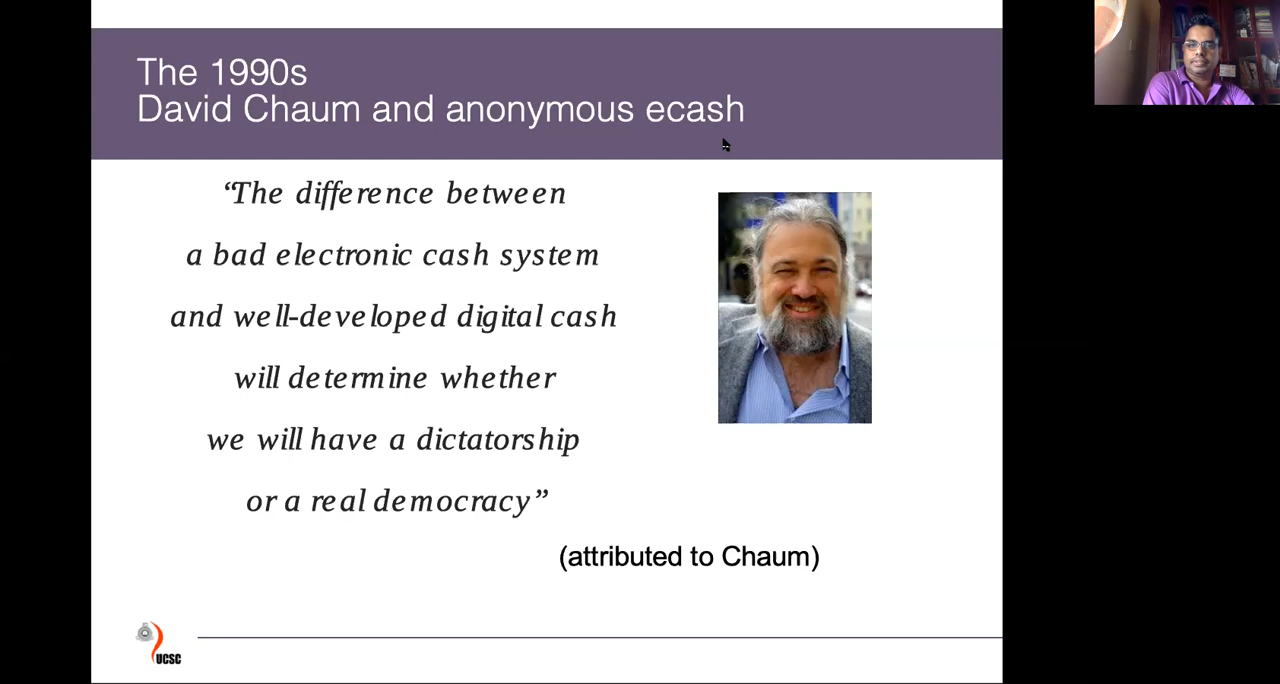 The 1990s
David Chaum and anonymous ecash
“The difference between
a bad electronic cash system
and well-developed digital cash
will determine whether
we will have a dictatorship
or a real democracy”
(attributed to Chaum)
UCSC